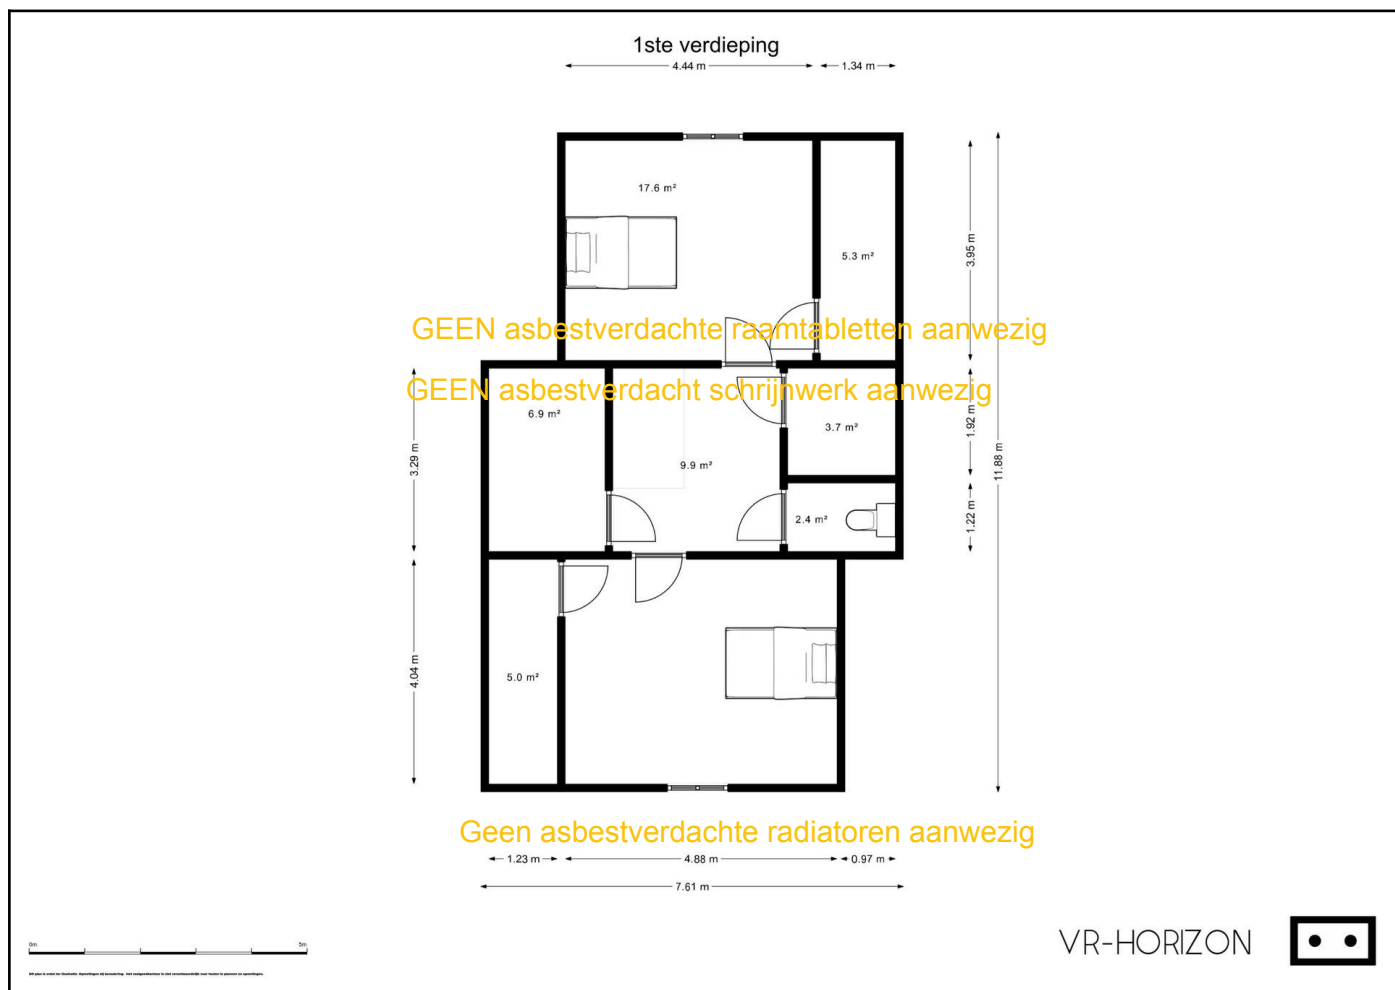 1ste verdieping
4.44 m 1.34 m
17.6 m²
5.3 m²
3.95 m
GEEN asbestverdachte raamtabletten aanwezig
GEEN asbestverdacht schrijnwerk aanwezig
6.9 m²
3.7 m²
1.92 m
9.9 m²
3.29 m
11.88 m
2.4 m²
1.22 m
5.0 m²
4.04 m
Geen asbestverdachte radiatoren aanwezig
1.23 m 4.88 m 0.97 m
7.61 m
VR-HORIZON
0m 5m